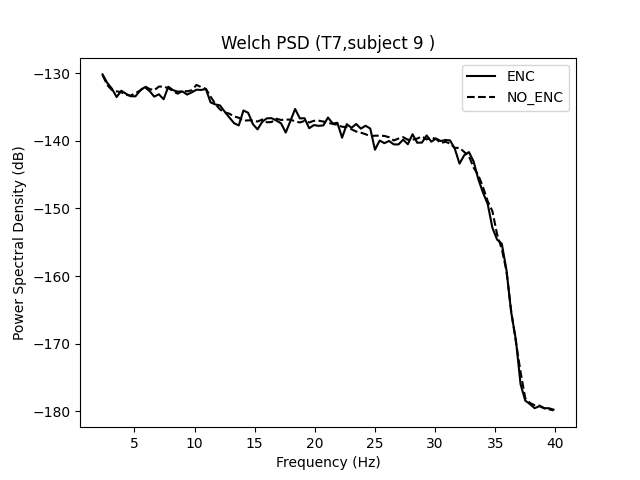 Welch PSD (T7,subject 9 )
ENC
NO_ENC
Power Spectral Density (dB)
−130
−140
−150
−160
−170
−180
5 10 15 20 25 30 35 40
Frequency (Hz)